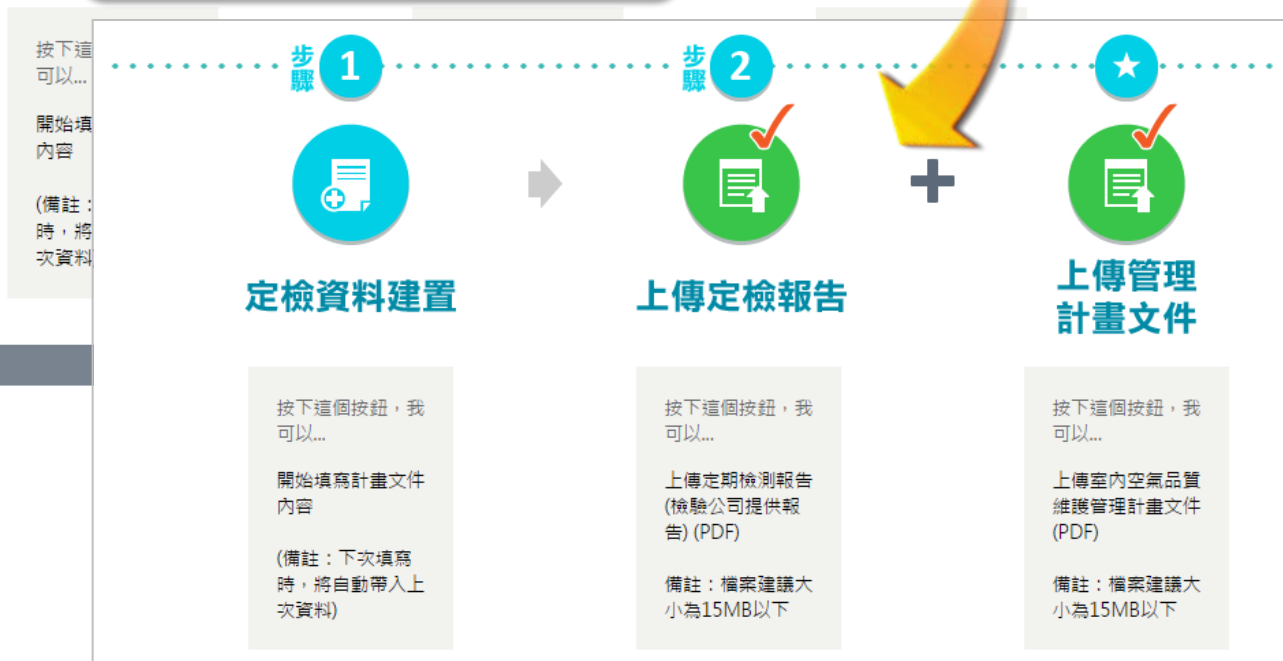 按下這
可以...
開始填
內容
(備註：
時，將
次資料
步驟 1
步驟 2
定檢資料建置
上傳定檢報告
上傳管理
計畫文件
按下這個按鈕，我
可以...
開始填寫計畫文件
內容
(備註：下次填寫
時，將自動帶入上
次資料)
按下這個按鈕，我
可以...
上傳定期檢測報告
(檢驗公司提供報
告) (PDF)
備註：檔案建議大
小為15MB以下
按下這個按鈕，我
可以...
上傳室內空氣品質
維護管理計畫文件
(PDF)
備註：檔案建議大
小為15MB以下